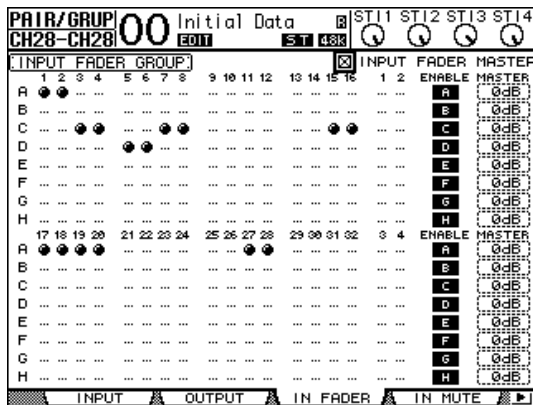 PAIR/GRUP 00 Initial Data R ST1 ST2 ST3 ST4
CH28-CH28 EDIT S.T 48k
INPUT FADER GROUP INPUT FADER MASTER
1 2 3 4 5 6 7 8 9 10 11 12 13 14 15 16 1 2 ENABLE MASTER
A A 0dB
B B 0dB
C C 0dB
D D 0dB
E E 0dB
F F 0dB
G G 0dB
H H 0dB
17 18 19 20 21 22 23 24 25 26 27 28 29 30 31 32 3 4 ENABLE MASTER
A A 0dB
B B 0dB
C C 0dB
D D 0dB
E E 0dB
F F 0dB
G G 0dB
H H 0dB
INPUT OUTPUT IN FADER IN MUTE